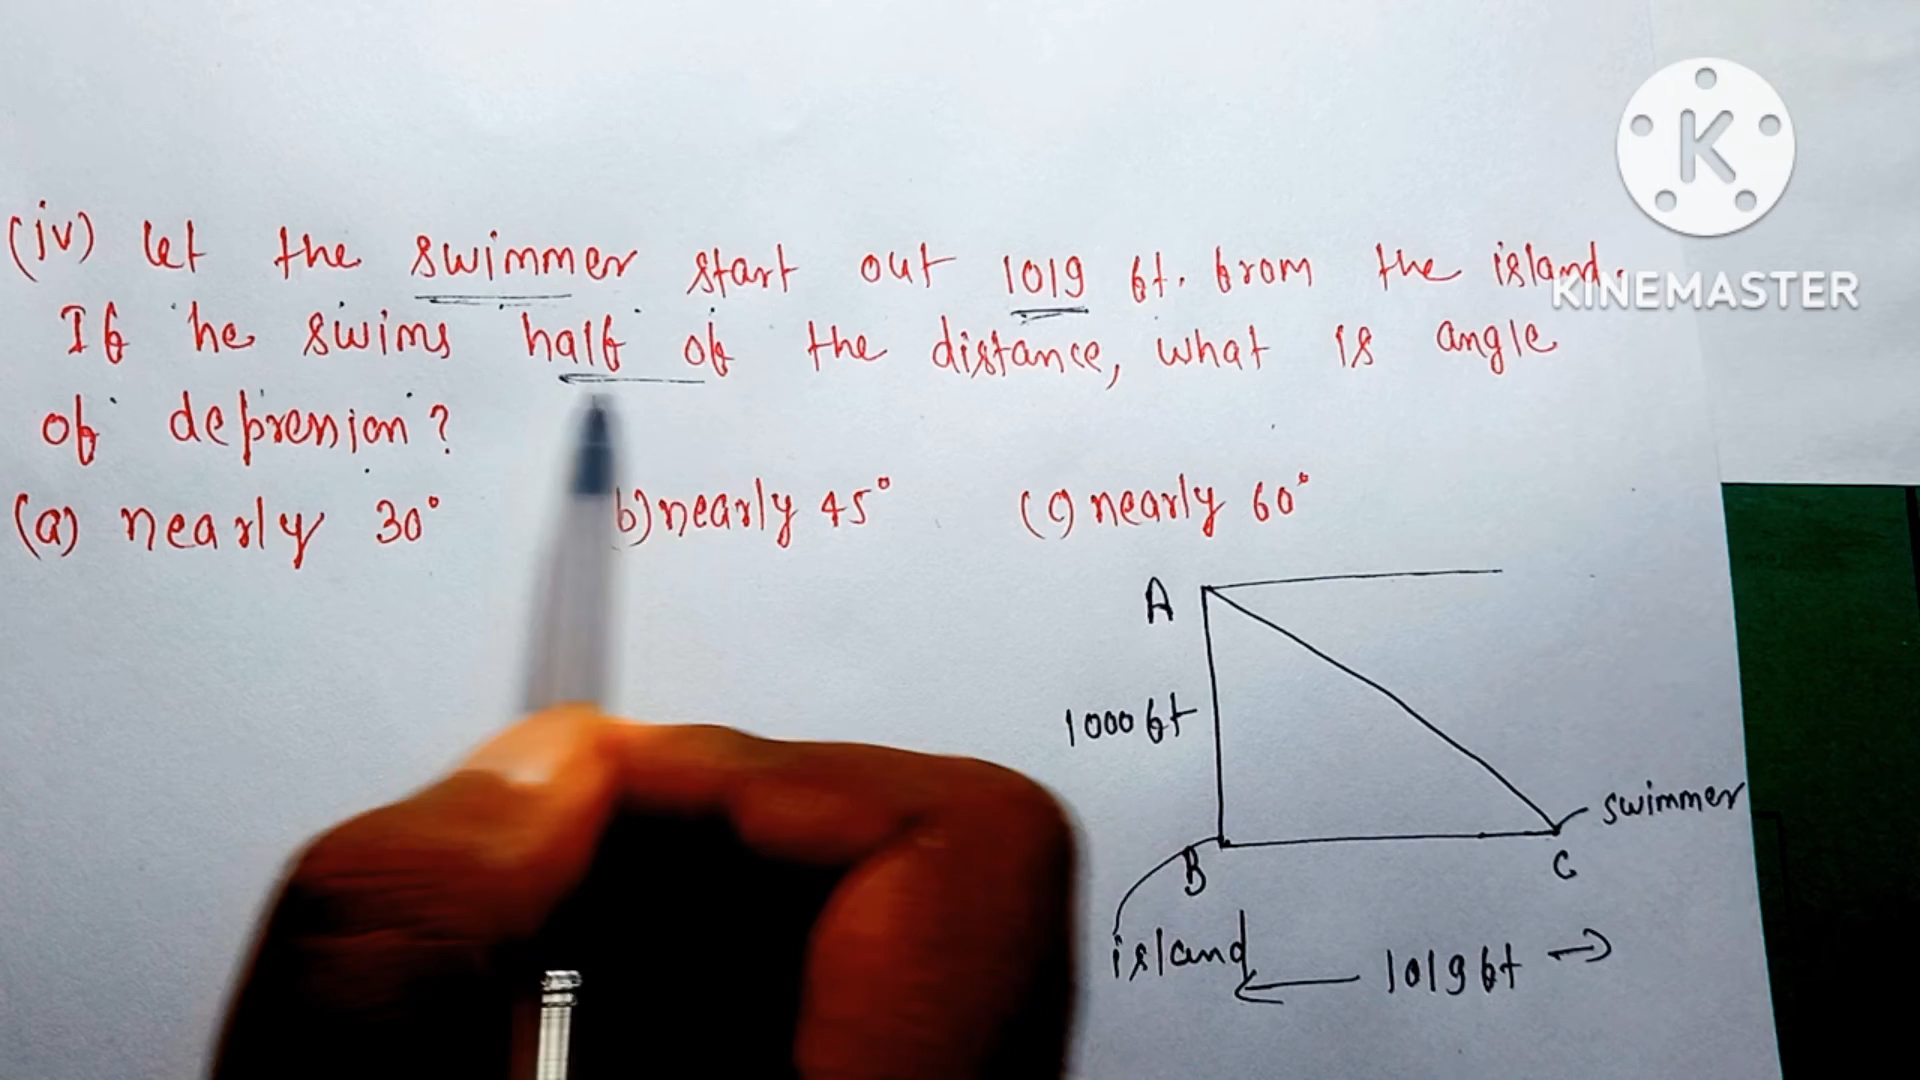 (iv) Let the swimmer start out 1019 ft. from the island.
If he swims half of the distance, what is angle
of depression?
(a) nearly 30° b) nearly 45° (c) nearly 60°
A
1000 ft
swimmer
B
C
island
1019 ft
K
KINEMASTER